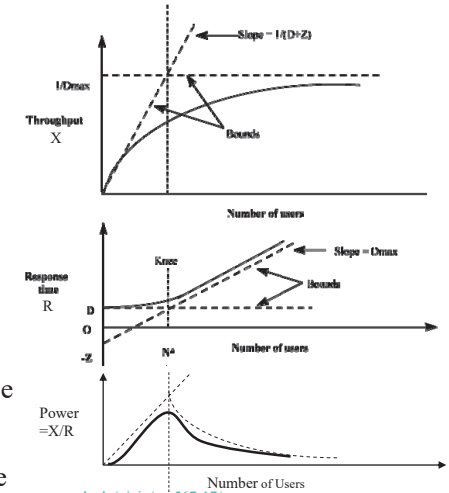 Slope = 1/(D+Z)
1/Dmax
Throughput
X
Bounds
Number of users
Knee
Slope = Dmax
Response
time
R
Bounds
D
O
-Z
N*
Number of users
e
Power
=X/R
e
Number of Users